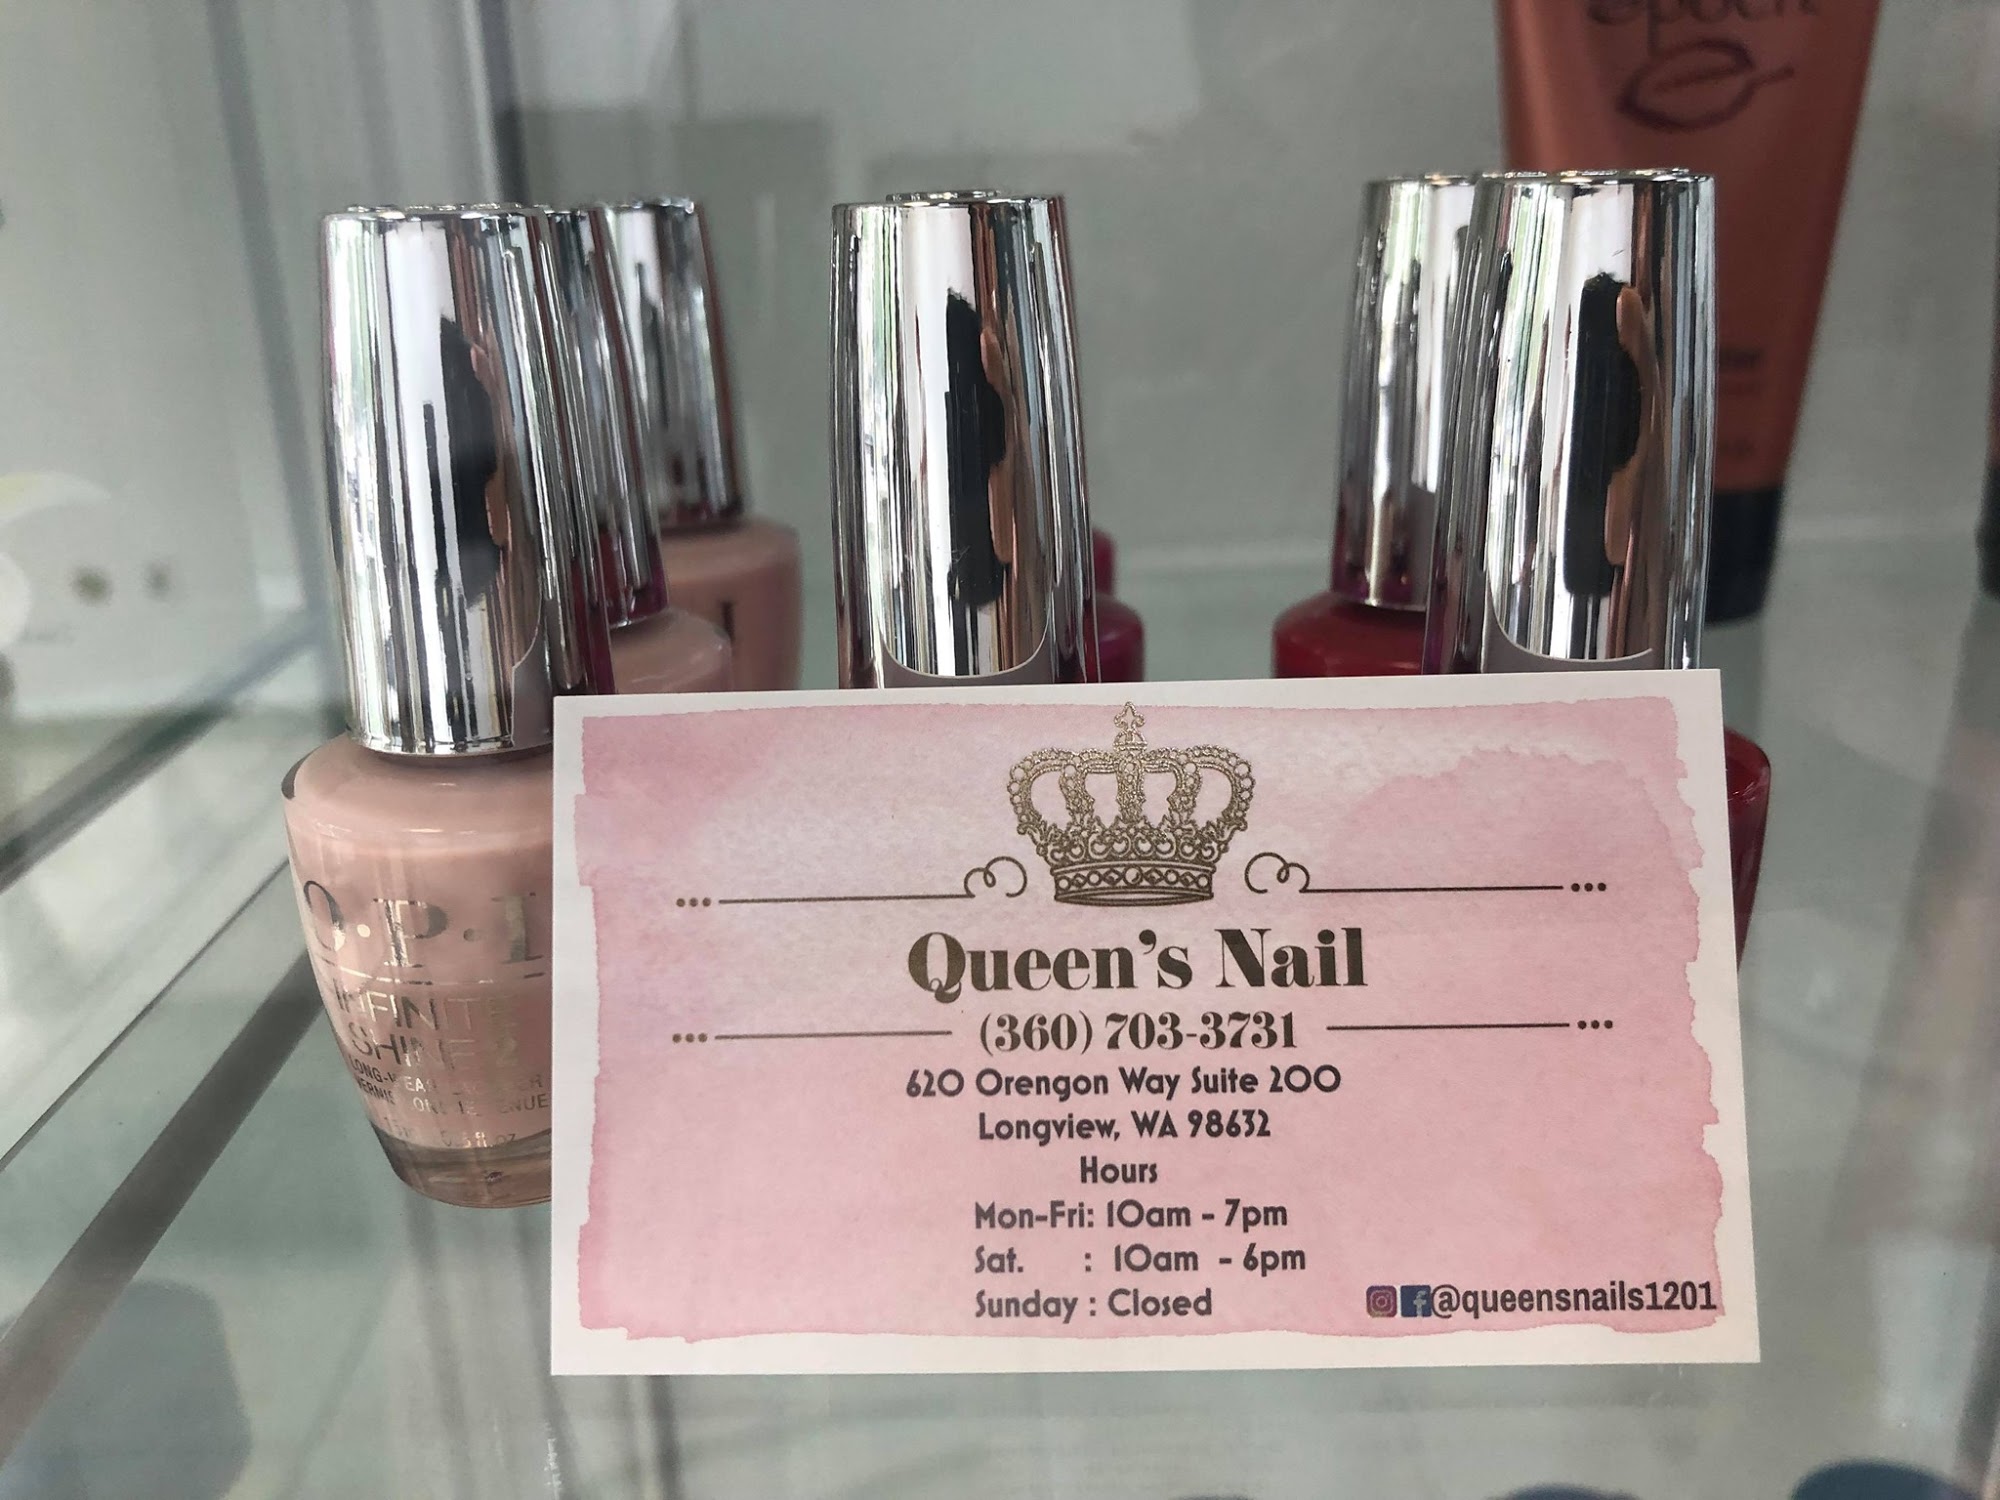 epoch
O·P·I
INFINITE
SHINE
Queen's Nail
(360) 703-3731
620 Orengon Way Suite 200
Longview, WA 98632
Hours
Mon-Fri: 10am - 7pm
Sat. : 10am - 6pm
Sunday : Closed
@queensnails1201